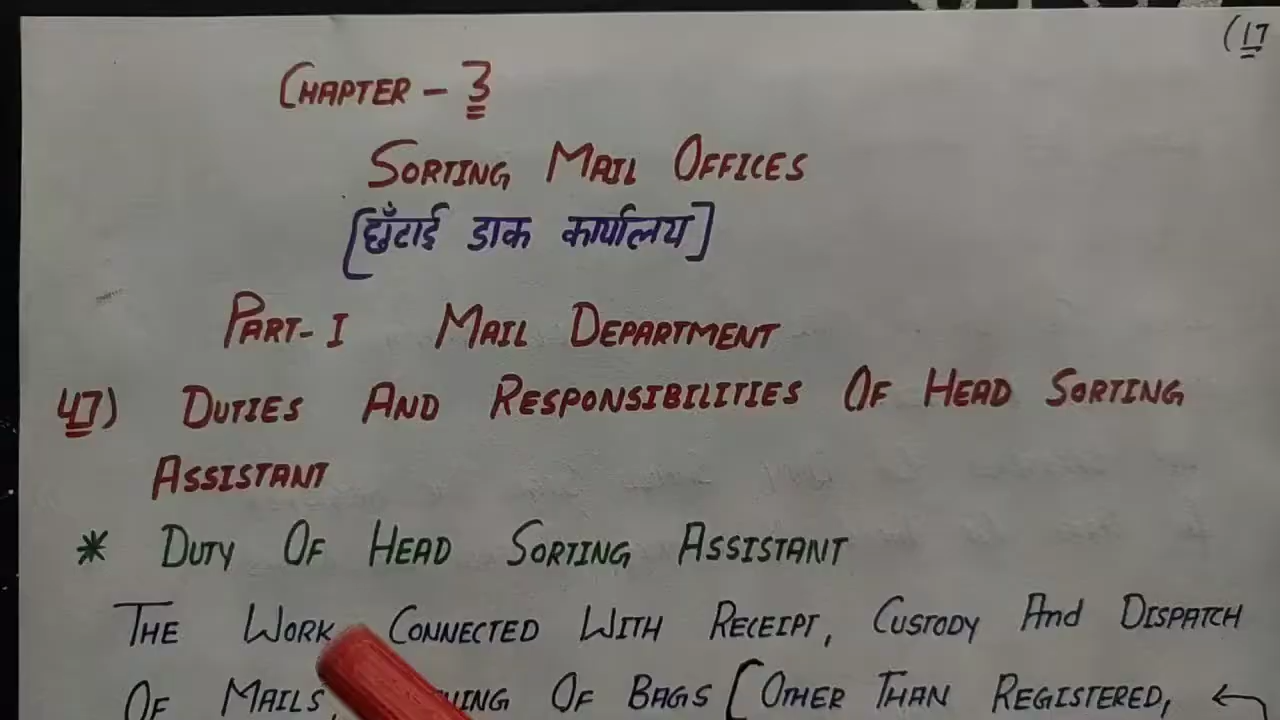 (17
CHAPTER - 3
SORTING MAIL OFFICES
[छँटाई डाक कार्यालय]
PART-I MAIL DEPARTMENT
47) DUTIES AND RESPONSIBILITIES OF HEAD SORTING
ASSISTANT
* DUTY OF HEAD SORTING ASSISTANT
THE WORK CONNECTED WITH RECEIPT, CUSTODY And DISPATCH
OF MAILS, OF BAGS [OTHER THAN REGISTERED,